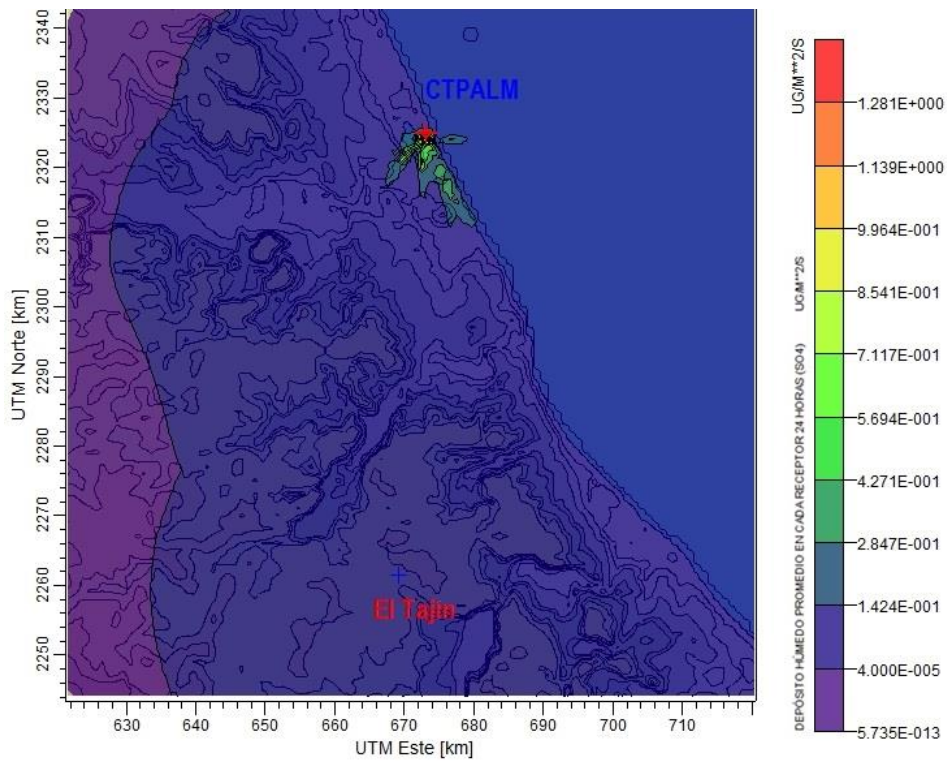 CTPALM
El Tajin
UTM Norte [km]
2340
2330
2320
2310
2300
2290
2280
2270
2260
2250
630 640 650 660 670 680 690 700 710
UTM Este [km]
UG/M**2/S
DEPÓSITO HÚMEDO PROMEDIO EN CADA RECEPTOR 24 HORAS (SO4) UG/M**2/S
1.281E+000
1.139E+000
9.964E-001
8.541E-001
7.117E-001
5.694E-001
4.271E-001
2.847E-001
1.424E-001
4.000E-005
5.735E-013